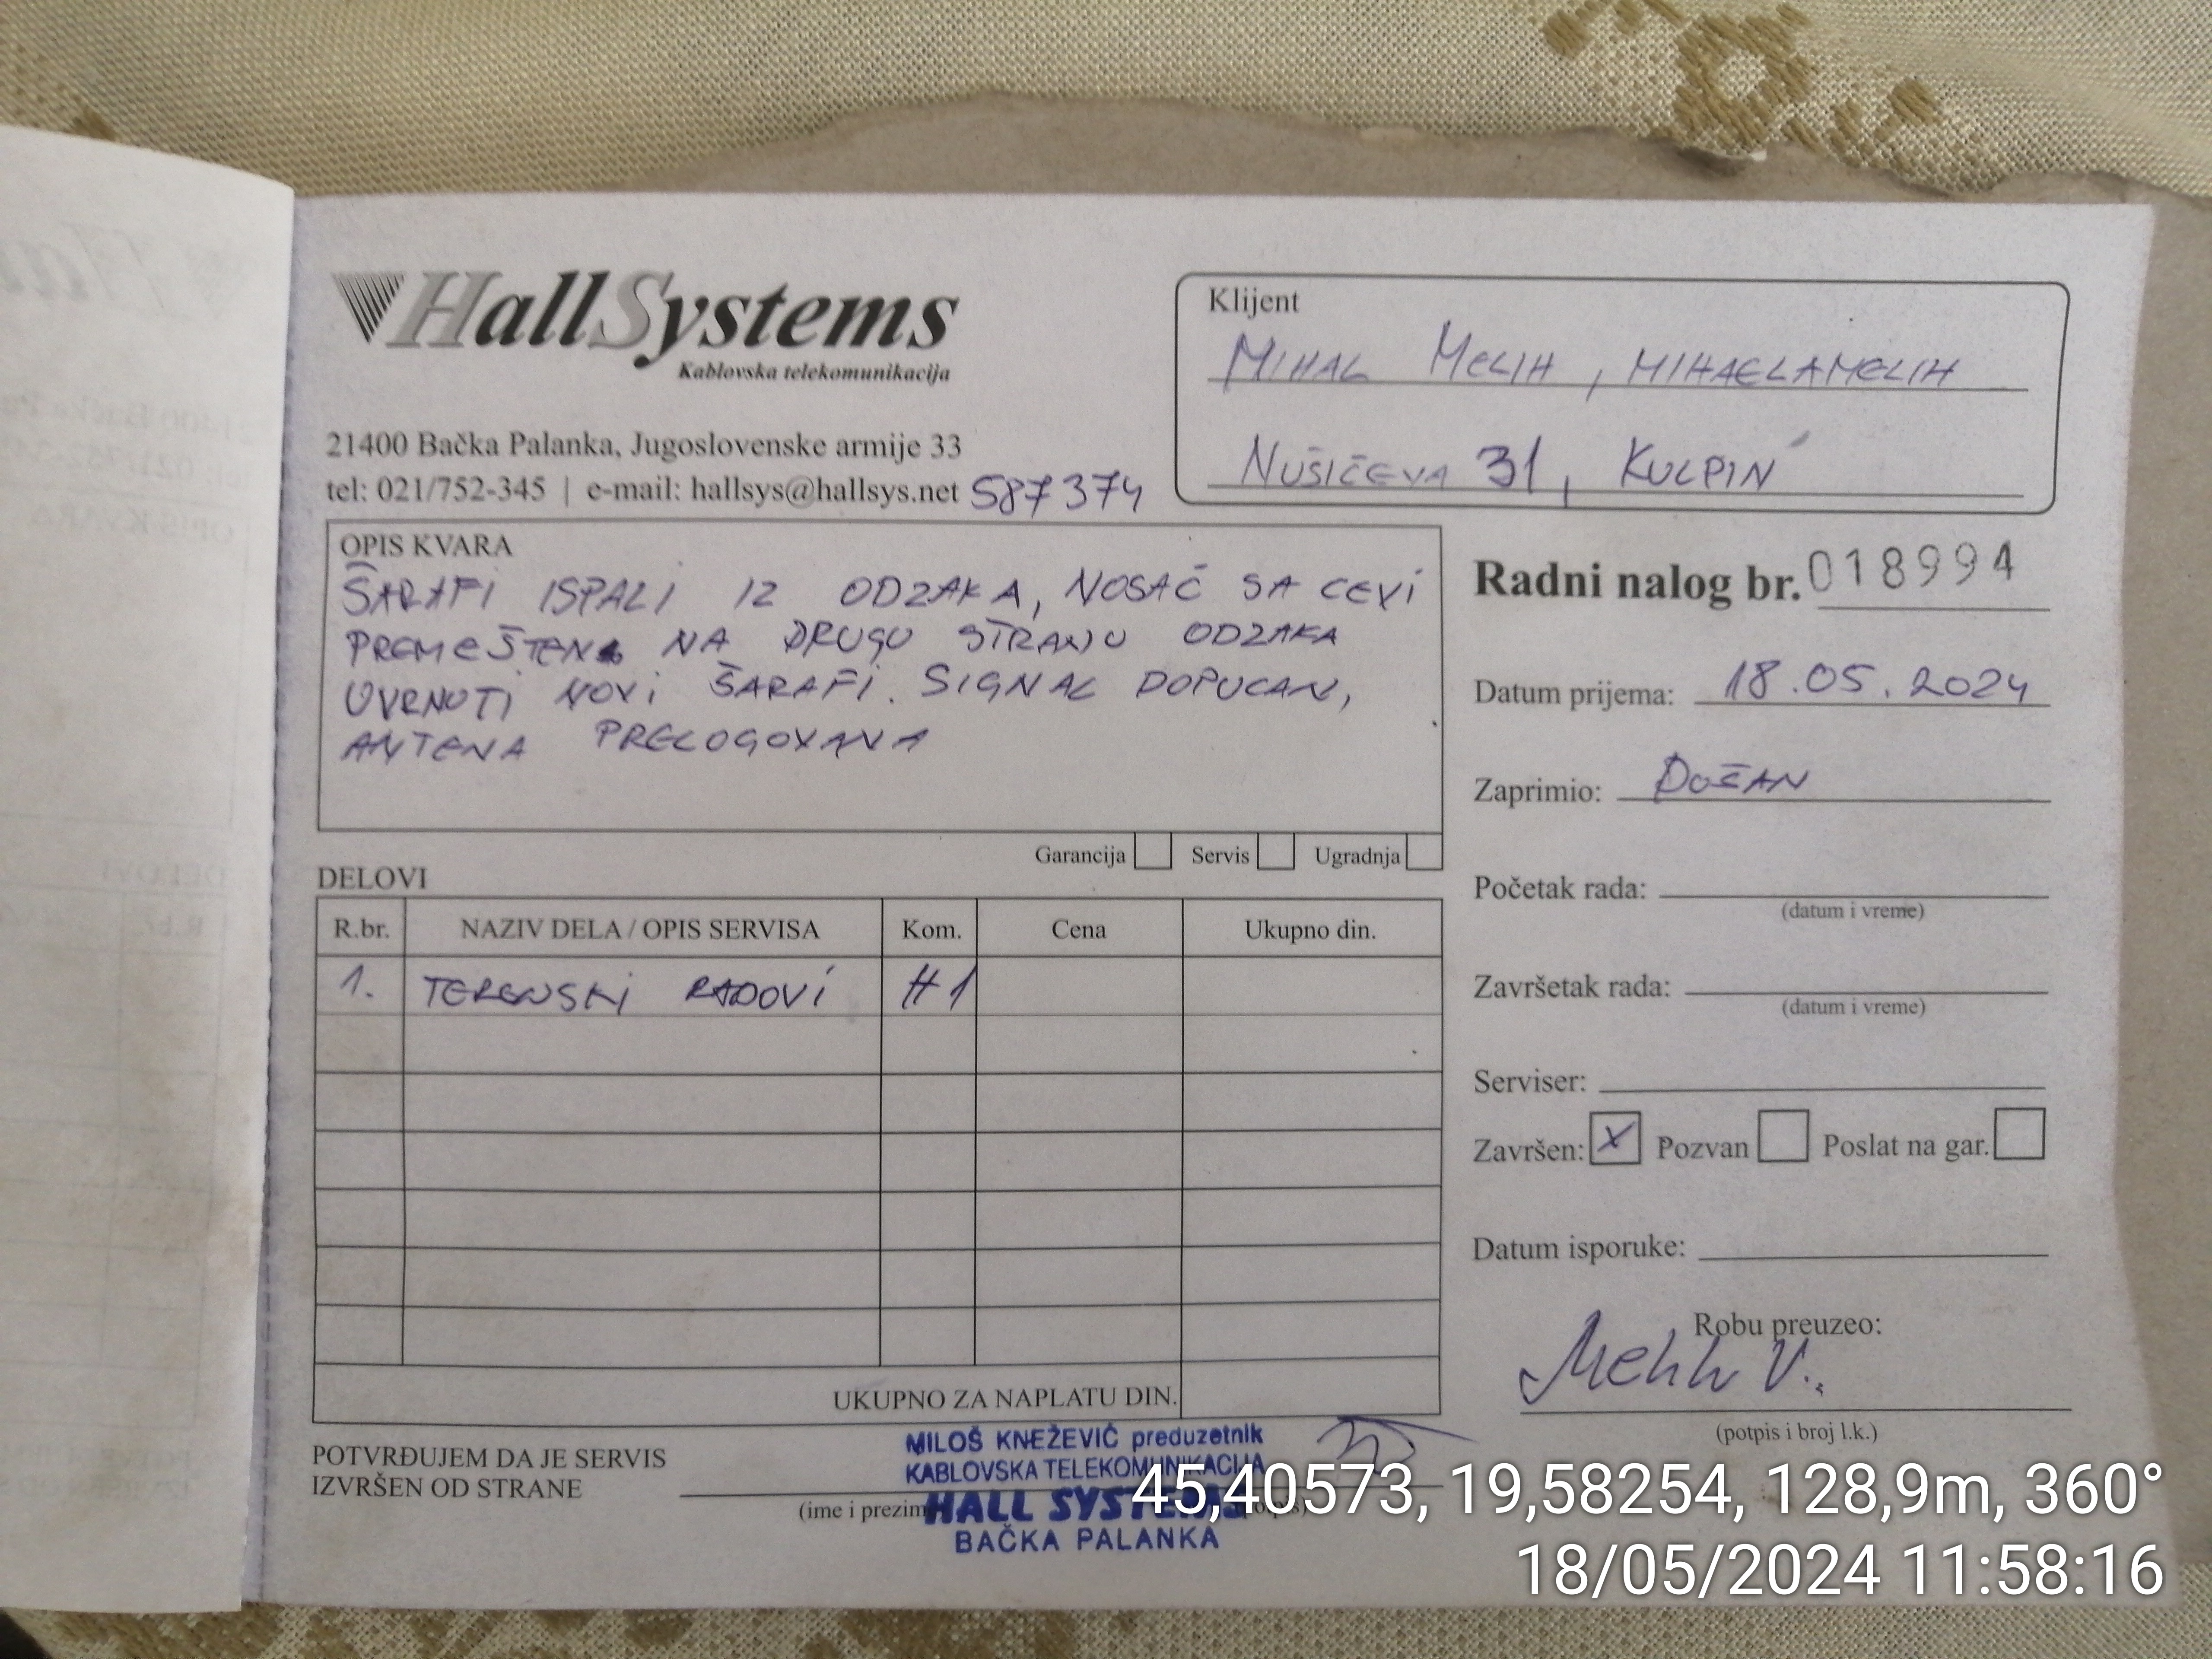 HallSystems
Kablovska telekomunikacija
21400 Bačka Palanka, Jugoslovenske armije 33
tel: 021/752-345 | e-mail: hallsys@hallsys.net 587374
Klijent
MIHAL MELIH, MIHAELAMELIH
NUŠIĆEVA 31, KULPIN
OPIS KVARA
ŠARAFI ISPALI IZ ODZAKA, NOSAČ SA CEVI
PREMEŠTEN NA DRUGU STRANU ODZAKA
UVRNUTI NOVI ŠARAFI. SIGNAL DOPUCAN,
ANTENA PRELOGOVANA
Garancija Servis Ugradnja
Radni nalog br. 018994
Datum prijema: 18.05.2024
Zaprimio: DUŠAN
Početak rada:
(datum i vreme)
Završetak rada:
(datum i vreme)
Serviser:
Završen: X Pozvan Poslat na gar.
Datum isporuke:
Robu preuzeo:
Melih V.
(potpis i broj l.k.)
DELOVI
R.br. NAZIV DELA / OPIS SERVISA Kom. Cena Ukupno din.
1. TERENSKI RADOVI H1
UKUPNO ZA NAPLATU DIN.
POTVRĐUJEM DA JE SERVIS
IZVRŠEN OD STRANE
(ime i prezim
MILOŠ KNEŽEVIĆ preduzetnik
KABLOVSKA TELEKOMUNIKACIJA
HALL SYSTEMS
BAČKA PALANKA
45,40573, 19,58254, 128,9m, 360°
18/05/2024 11:58:16